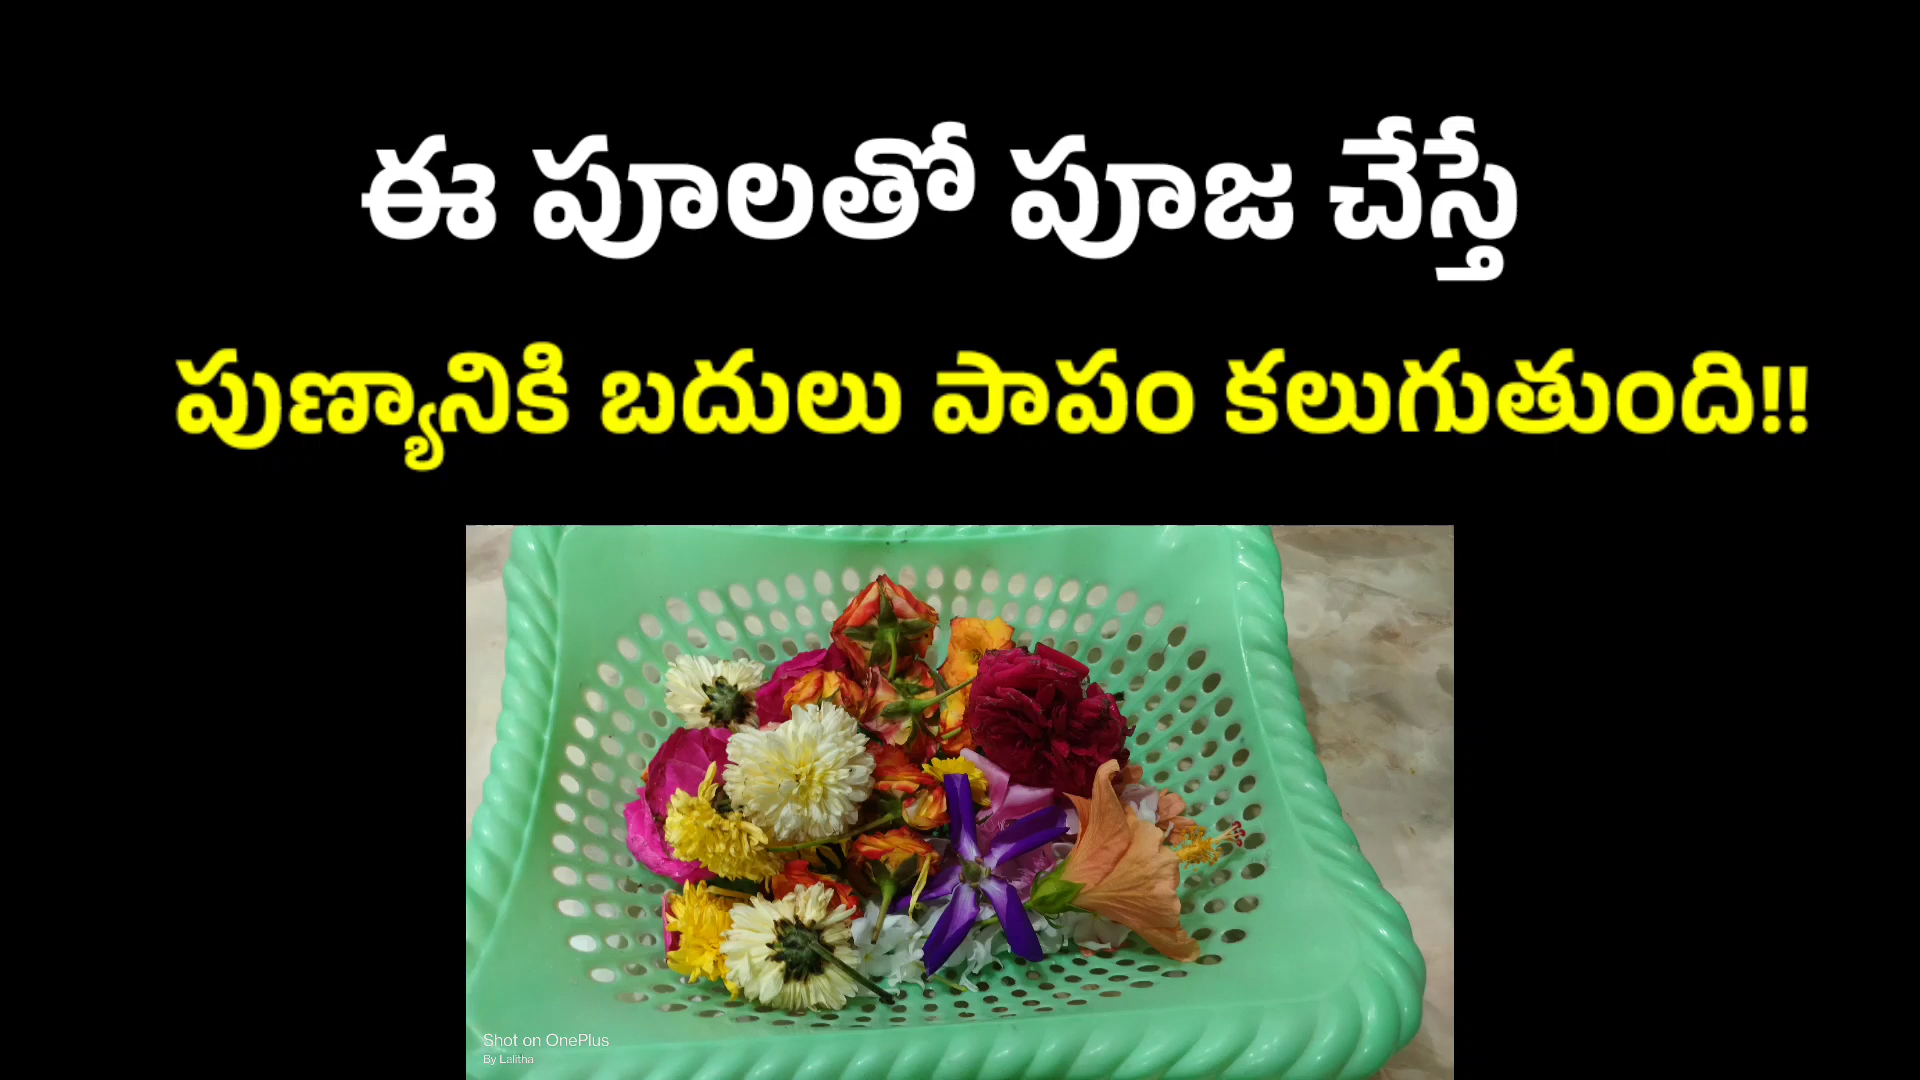 ఈ పూలతో పూజ చేస్తే
పుణ్యానికి బదులు పాపం కలుగుతుంది!!
Shot on OnePlus
By Lalitha